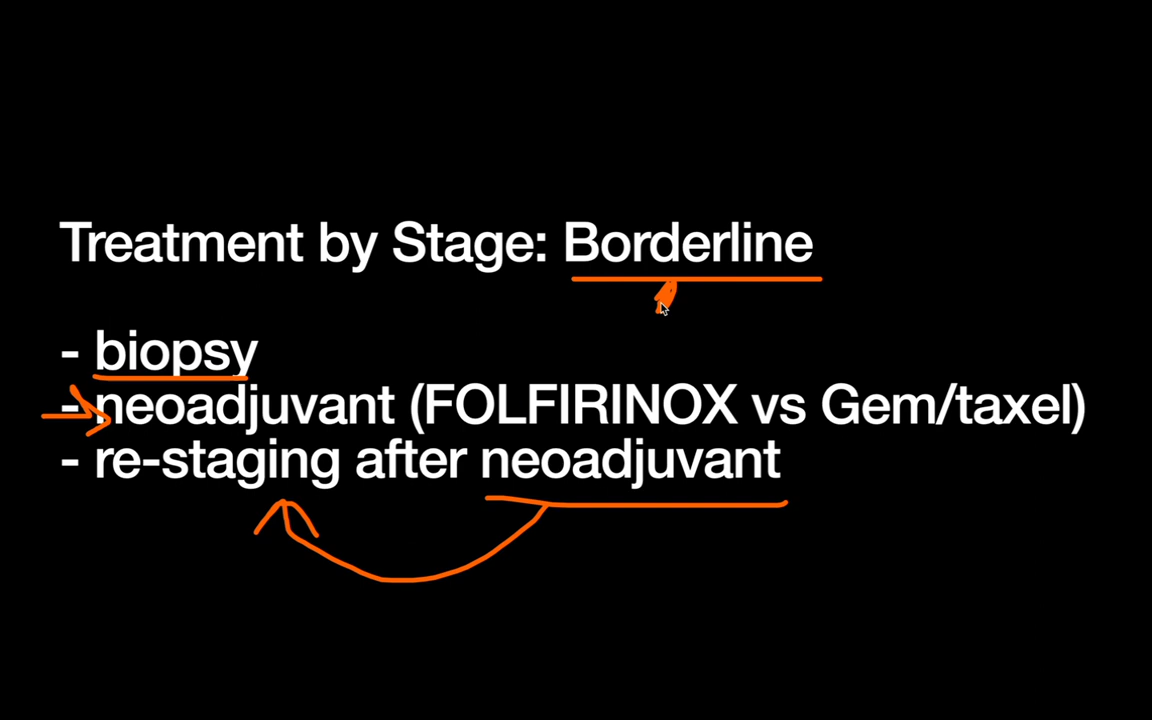 Treatment by Stage: Borderline
- biopsy
- neoadjuvant (FOLFIRINOX vs Gem/taxel)
- re-staging after neoadjuvant